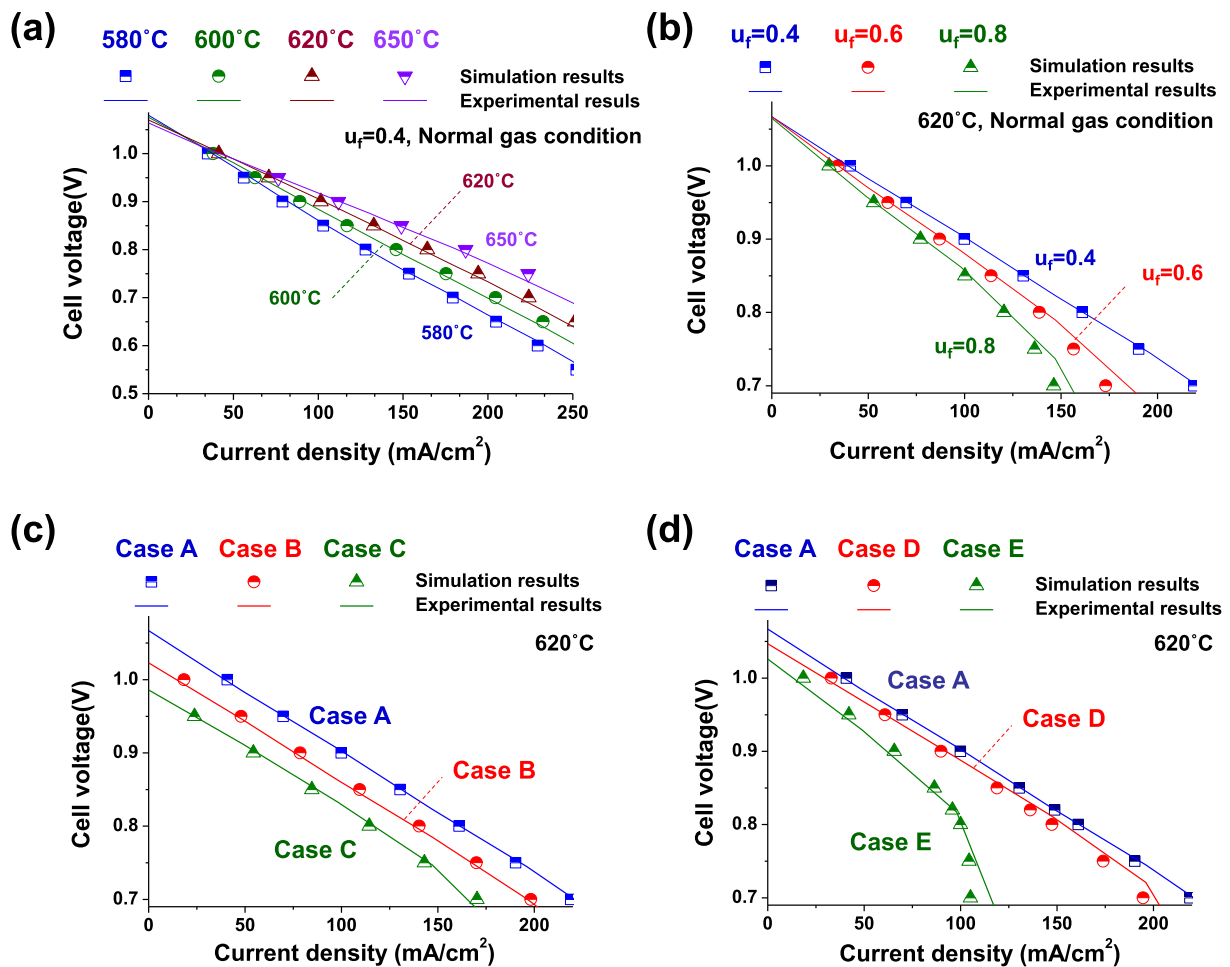 (a)
580°C 600°C 620°C 650°C
Simulation results
Experimental resuls
u_f=0.4, Normal gas condition
620°C
650°C
600°C
580°C
1.0
0.9
0.8
0.7
0.6
0.5
0 50 100 150 200 250
Cell voltage(V)
Current density (mA/cm²)
(b)
u_f=0.4 u_f=0.6 u_f=0.8
Simulation results
Experimental results
620°C, Normal gas condition
u_f=0.4
u_f=0.6
u_f=0.8
1.0
0.9
0.8
0.7
0 50 100 150 200
Cell voltage(V)
Current density (mA/cm²)
(c)
Case A Case B Case C
Simulation results
Experimental results
620°C
Case A
Case B
Case C
1.0
0.9
0.8
0.7
0 50 100 150 200
Cell voltage(V)
Current density (mA/cm²)
(d)
Case A Case D Case E
Simulation results
Experimental results
620°C
Case A
Case D
Case E
1.0
0.9
0.8
0.7
0 50 100 150 200
Cell voltage(V)
Current density (mA/cm²)